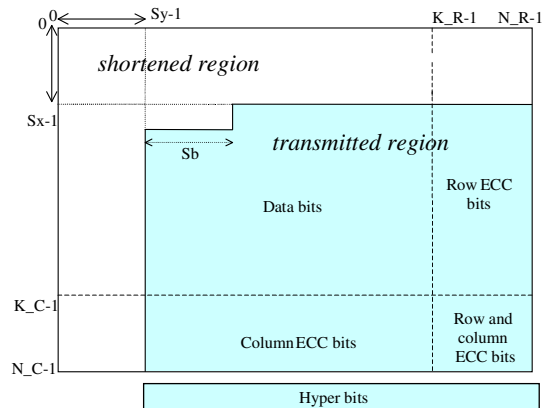 0 Sy-1 K_R-1 N_R-1
0
shortened region
Sx-1
Sb
transmitted region
Data bits
Row ECC
bits
K_C-1
Column ECC bits
Row and
column
ECC bits
N_C-1
Hyper bits